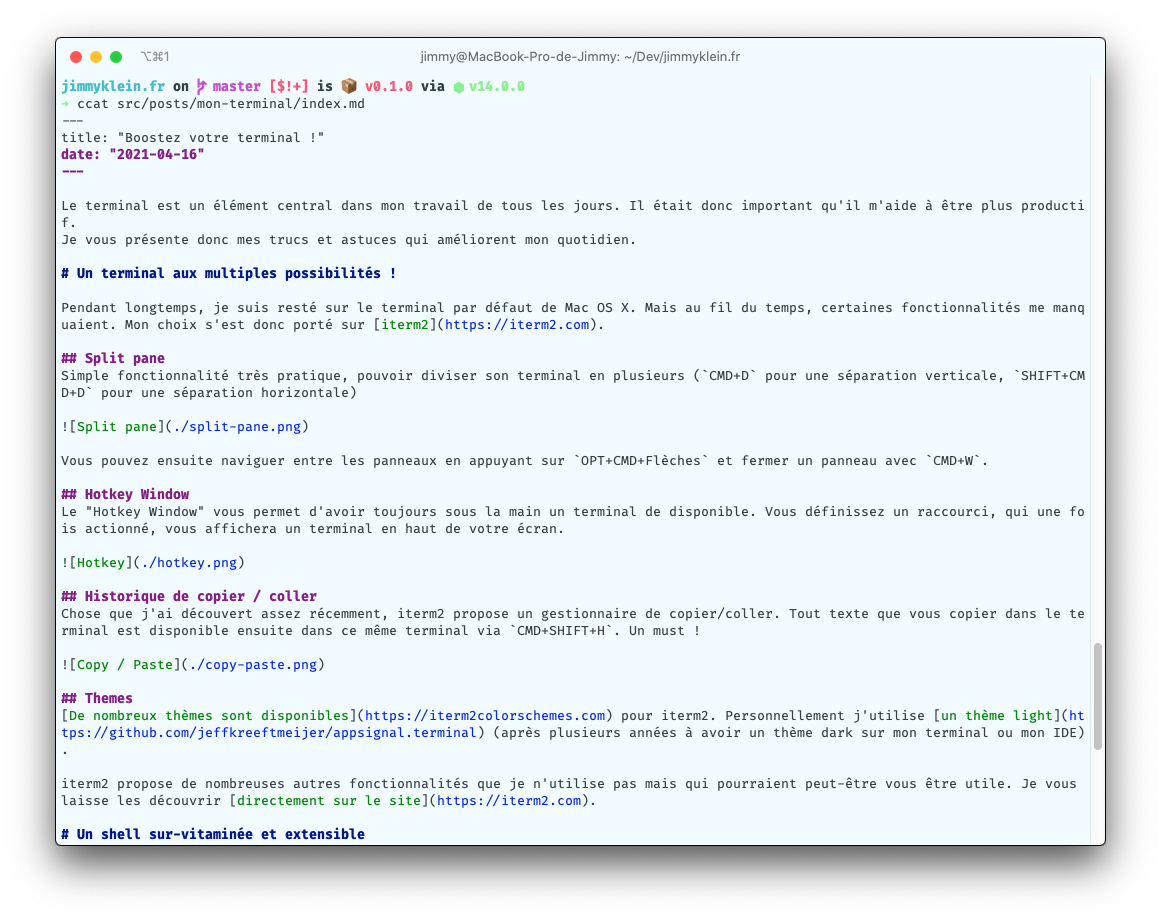 ⌥⌘1 jimmy@MacBook-Pro-de-Jimmy: ~/Dev/jimmyklein.fr
jimmyklein.fr on master [$!+] is 📦 v0.1.0 via ⬢ v14.0.0
➜ ccat src/posts/mon-terminal/index.md
---
title: "Boostez votre terminal !"
date: "2021-04-16"
---
Le terminal est un élément central dans mon travail de tous les jours. Il était donc important qu'il m'aide à être plus producti
f.
Je vous présente donc mes trucs et astuces qui améliorent mon quotidien.
# Un terminal aux multiples possibilités !
Pendant longtemps, je suis resté sur le terminal par défaut de Mac OS X. Mais au fil du temps, certaines fonctionnalités me manq
uaient. Mon choix s'est donc porté sur [iterm2](https://iterm2.com).
## Split pane
Simple fonctionnalité très pratique, pouvoir diviser son terminal en plusieurs (`CMD+D` pour une séparation verticale, `SHIFT+CM
D+D` pour une séparation horizontale)
![Split pane](./split-pane.png)
Vous pouvez ensuite naviguer entre les panneaux en appuyant sur `OPT+CMD+Flèches` et fermer un panneau avec `CMD+W`.
## Hotkey Window
Le "Hotkey Window" vous permet d'avoir toujours sous la main un terminal de disponible. Vous définissez un raccourci, qui une fo
is actionné, vous affichera un terminal en haut de votre écran.
![Hotkey](./hotkey.png)
## Historique de copier / coller
Chose que j'ai découvert assez récemment, iterm2 propose un gestionnaire de copier/coller. Tout texte que vous copier dans le te
rminal est disponible ensuite dans ce même terminal via `CMD+SHIFT+H`. Un must !
![Copy / Paste](./copy-paste.png)
## Themes
[De nombreux thèmes sont disponibles](https://iterm2colorschemes.com) pour iterm2. Personnellement j'utilise [un thème light](ht
tps://github.com/jeffkreeftmeijer/appsignal.terminal) (après plusieurs années à avoir un thème dark sur mon terminal ou mon IDE)
.
iterm2 propose de nombreuses autres fonctionnalités que je n'utilise pas mais qui pourraient peut-être vous être utile. Je vous
laisse les découvrir [directement sur le site](https://iterm2.com).
# Un shell sur-vitaminée et extensible